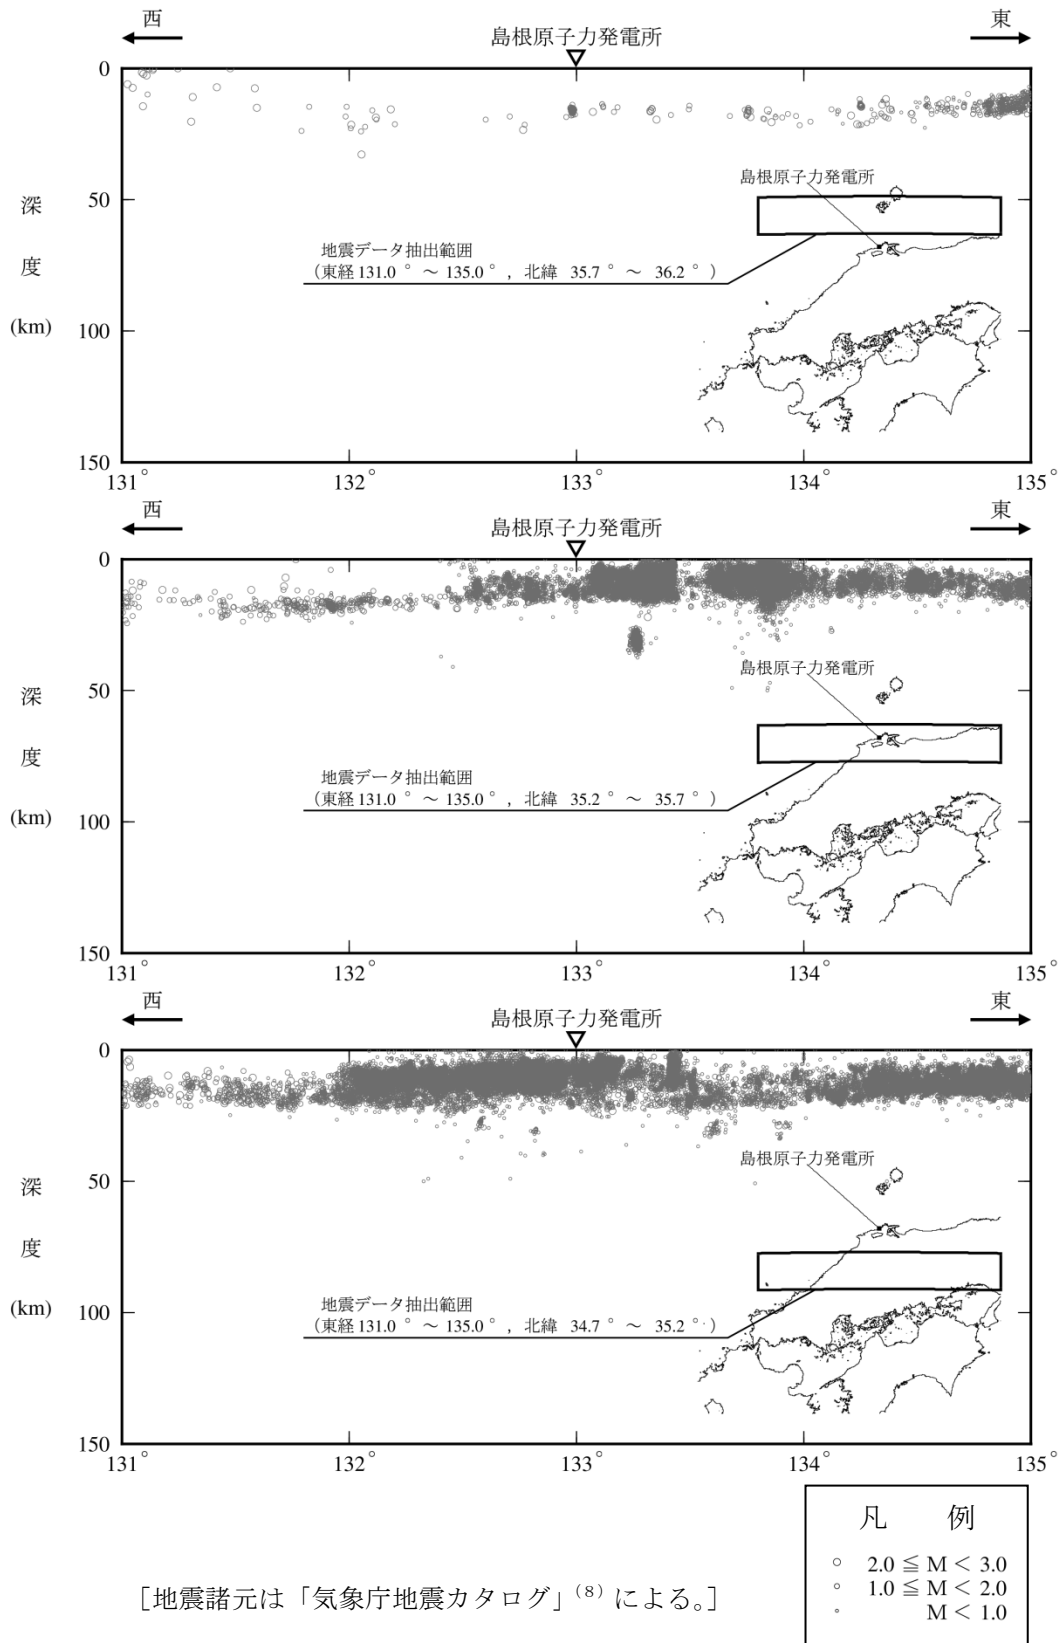 西
東
島根原子力発電所
0
50
100
150
深
度
(km)
島根原子力発電所
地震データ抽出範囲
（東経 131.0 ° ～ 135.0 ° , 北緯 35.7 ° ～ 36.2 ° ）
131° 132° 133° 134° 135°
西
東
島根原子力発電所
0
50
100
150
深
度
(km)
島根原子力発電所
地震データ抽出範囲
（東経 131.0 ° ～ 135.0 ° , 北緯 35.2 ° ～ 35.7 ° ）
131° 132° 133° 134° 135°
西
東
島根原子力発電所
0
50
100
150
深
度
(km)
島根原子力発電所
地震データ抽出範囲
（東経 131.0 ° ～ 135.0 ° , 北緯 34.7 ° ～ 35.2 ° ）
131° 132° 133° 134° 135°
凡 例
2.0 ≦ M < 3.0
1.0 ≦ M < 2.0
M < 1.0
［地震諸元は「気象庁地震カタログ」(8) による。］